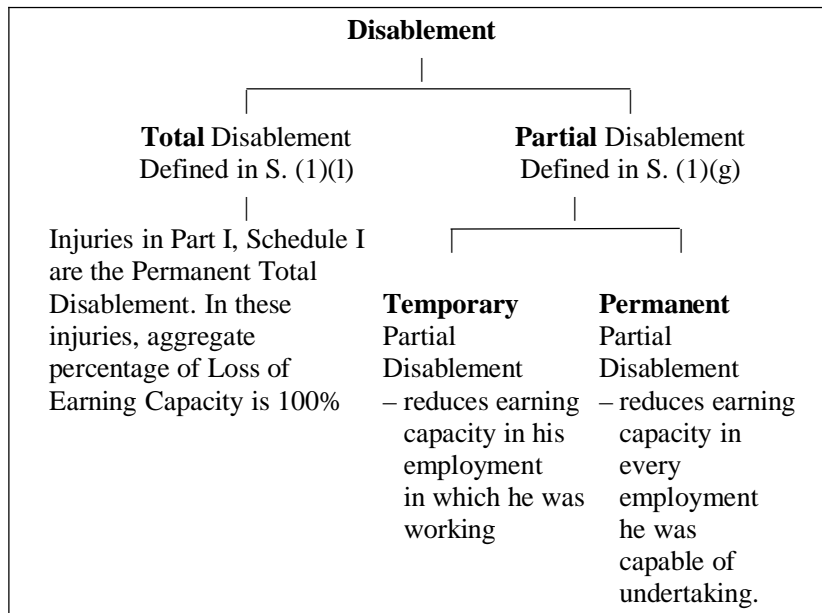 Disablement
Total Disablement
Defined in S. (1)(l)
Injuries in Part I, Schedule I
are the Permanent Total
Disablement. In these
injuries, aggregate
percentage of Loss of
Earning Capacity is 100%
Partial Disablement
Defined in S. (1)(g)
Temporary
Partial
Disablement
– reduces earning
capacity in his
employment
in which he was
working
Permanent
Partial
Disablement
– reduces earning
capacity in
every
employment
he was
capable of
undertaking.